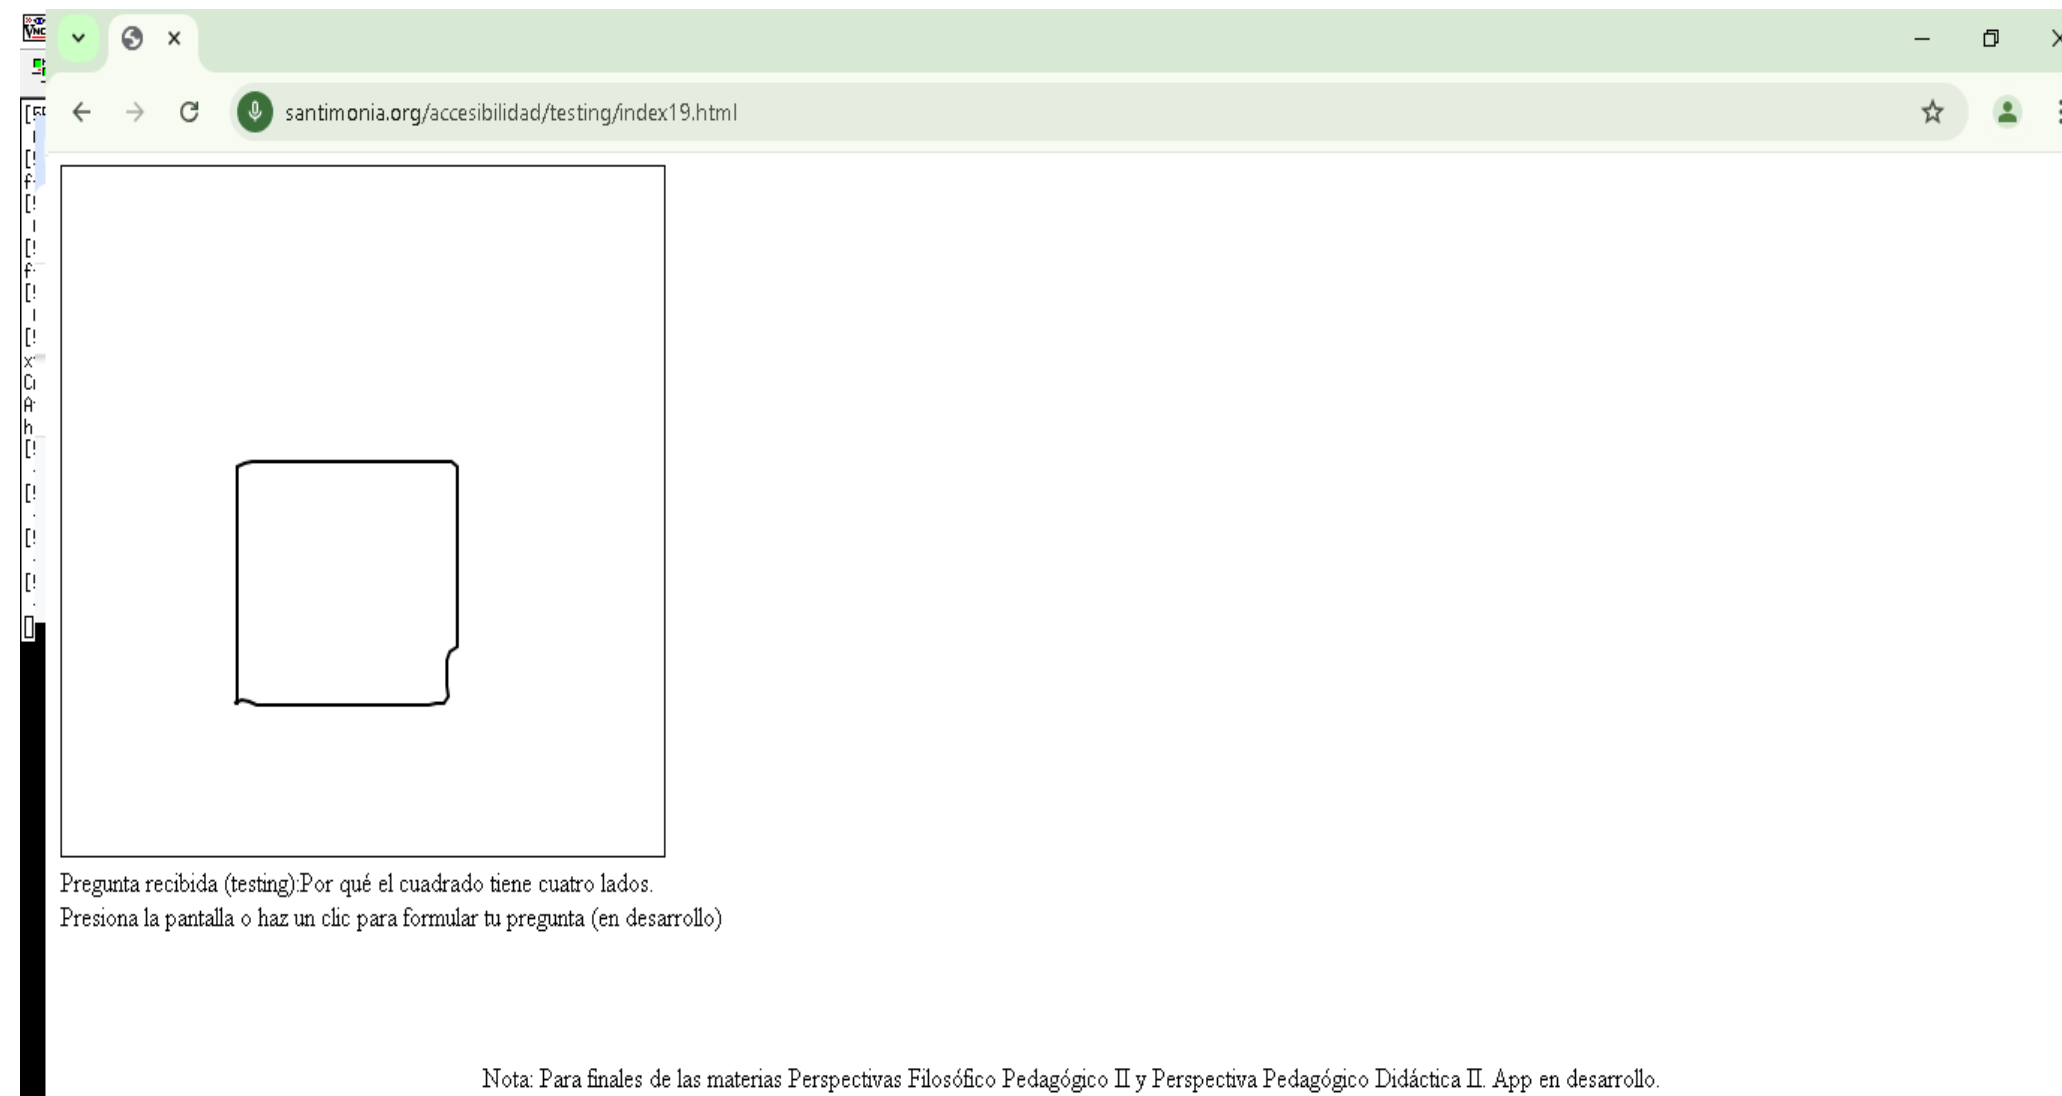 santimonia.org/accesibilidad/testing/index19.html
Pregunta recibida (testing):Por qué el cuadrado tiene cuatro lados.
Presiona la pantalla o haz un clic para formular tu pregunta (en desarrollo)
Nota: Para finales de las materias Perspectivas Filosófico Pedagógico II y Perspectiva Pedagógico Didáctica II. App en desarrollo.